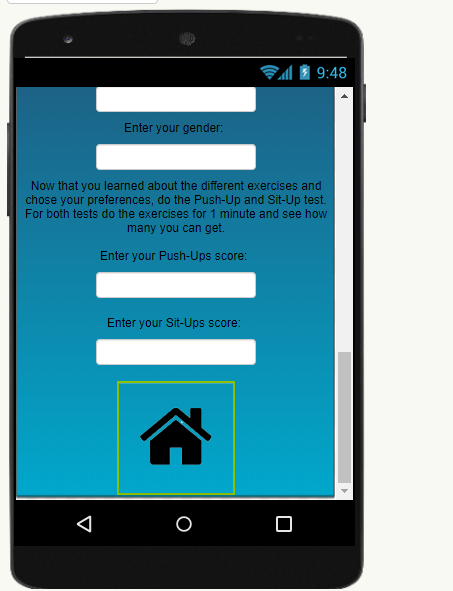 9:48
Enter your gender:
Now that you learned about the different exercises and
chose your preferences, do the Push-Up and Sit-Up test.
For both tests do the exercises for 1 minute and see how
many you can get.
Enter your Push-Ups score:
Enter your Sit-Ups score: